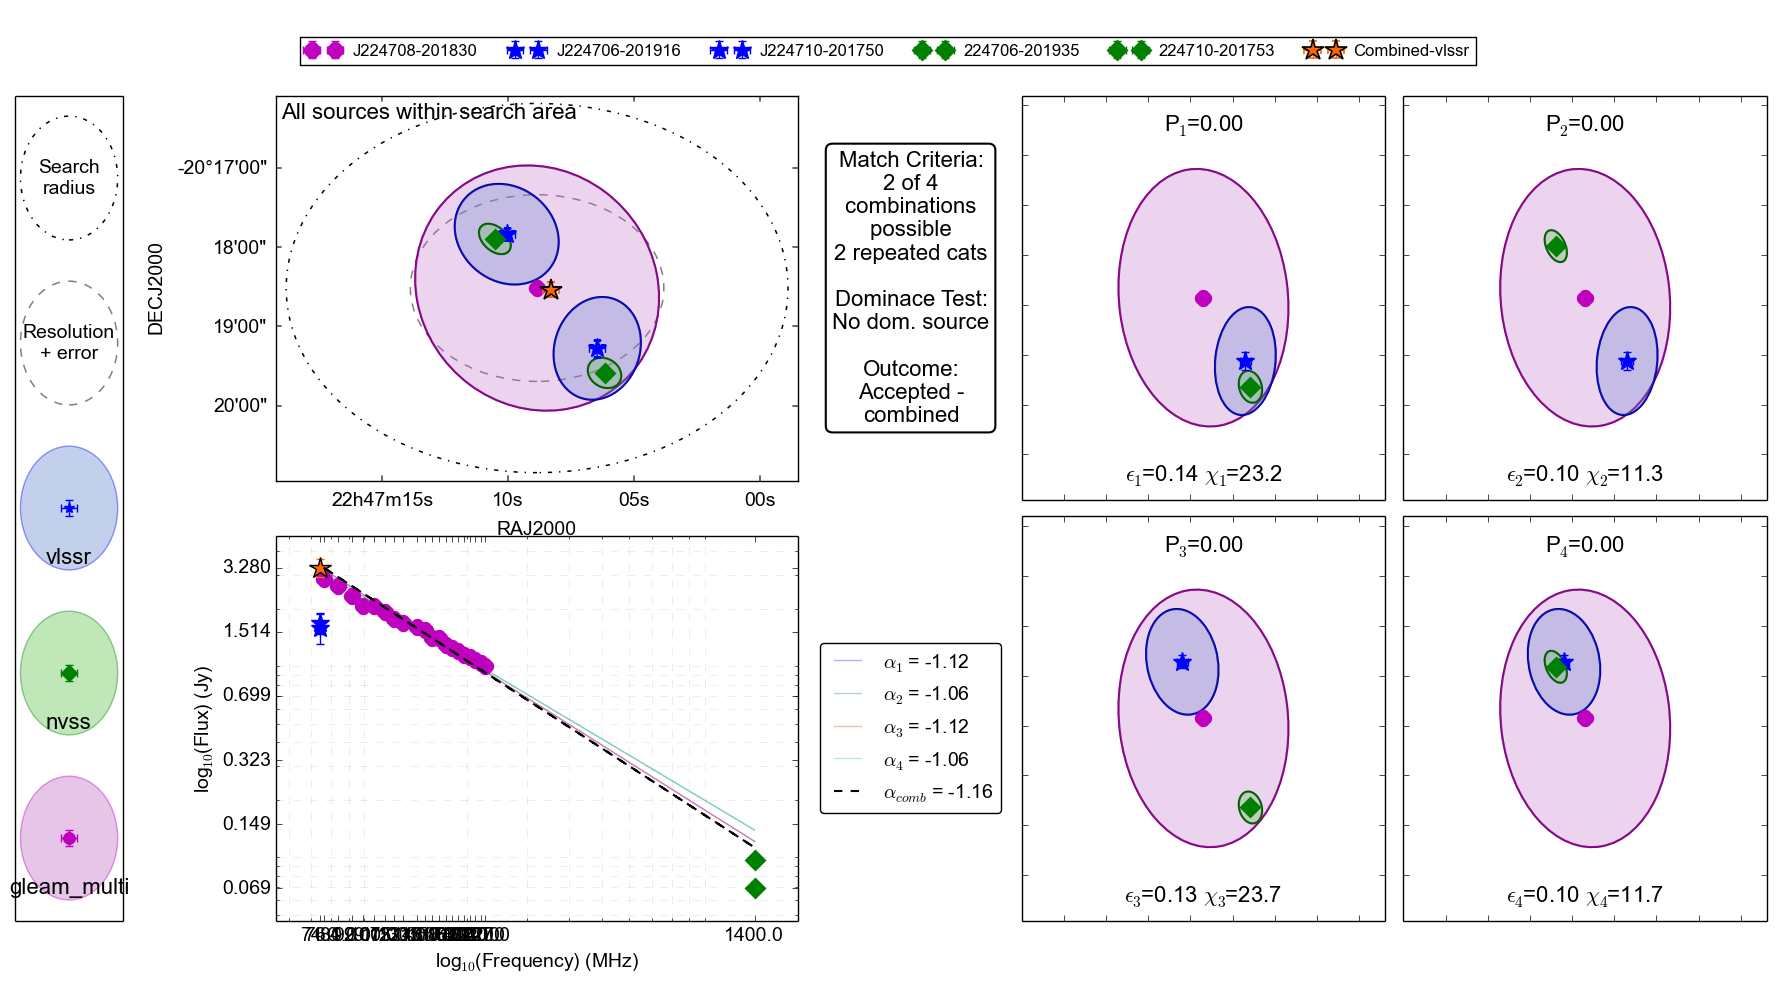 J224708-201830 J224706-201916 J224710-201750 224706-201935 224710-201753 Combined-vlssr
Search
radius
Resolution
+ error
vlssr
nvss
gleam_multi
All sources within search area
DECJ2000
-20°17'00"
18'00"
19'00"
20'00"
22h47m15s 10s 05s 00s
RAJ2000
Match Criteria:
2 of 4
combinations
possible
2 repeated cats
Dominace Test:
No dom. source
Outcome:
Accepted -
combined
log10(Flux) (Jy)
3.280
1.514
0.699
0.323
0.149
0.069
1400.0
log10(Frequency) (MHz)
α1 = -1.12
α2 = -1.06
α3 = -1.12
α4 = -1.06
αcomb = -1.16
P1=0.00
ϵ1=0.14 χ1=23.2
P2=0.00
ϵ2=0.10 χ2=11.3
P3=0.00
ϵ3=0.13 χ3=23.7
P4=0.00
ϵ4=0.10 χ4=11.7